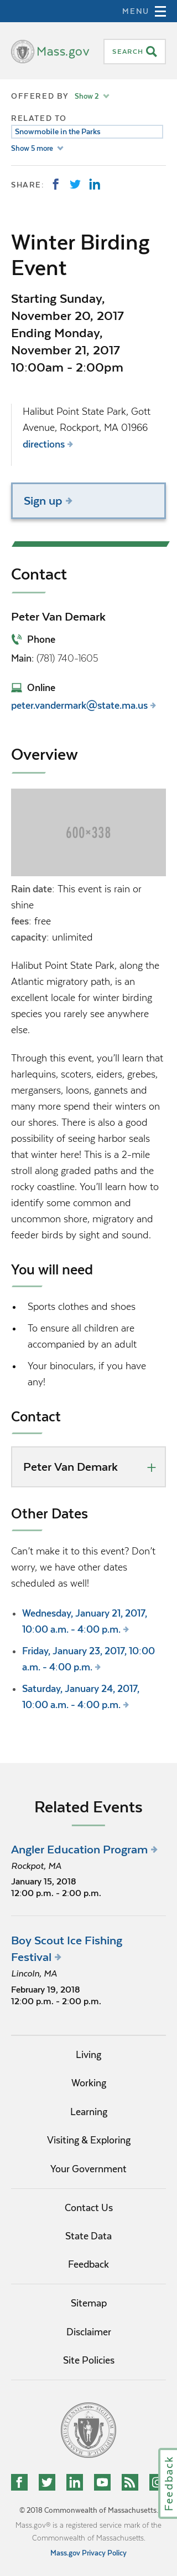 MENU
Mass.gov
SEARCH
OFFERED BY Show 2
RELATED TO
Snowmobile in the Parks
Show 5 more
SHARE:
Winter Birding
Event
Starting Sunday,
November 20, 2017
Ending Monday,
November 21, 2017
10:00am - 2:00pm
Halibut Point State Park, Gott
Avenue, Rockport, MA 01966
directions
Sign up
Contact
Peter Van Demark
Phone
Main: (781) 740-1605
Online
peter.vandermark@state.ma.us
Overview
600×338
Rain date: This event is rain or
shine
fees: free
capacity: unlimited
Halibut Point State Park, along the
Atlantic migratory path, is an
excellent location for winter birding
species you rarely see anywhere
else.
Through this event, you'll learn that
harlequins, scoters, eiders, grebes,
mergansers, loons, gannets and
many more spend their winters on
our shores. There is also a good
possibility of seeing harbor seals
that winter here! This is a 2-mile
stroll along graded paths and the
rocky coastline. You'll learn how to
identify some common and
uncommon shore, migratory and
feeder birds by sight and sound.
You will need
Sports clothes and shoes
To ensure all children are
accompanied by an adult
Your binoculars, if you have
any!
Contact
Peter Van Demark
Other Dates
Can't make it to this event? Don't
worry, we have other dates
scheduled as well!
Wednesday, January 21, 2017,
10:00 a.m. - 4:00 p.m.
Friday, January 23, 2017, 10:00
a.m. - 4:00 p.m.
Saturday, January 24, 2017,
10:00 a.m. - 4:00 p.m.
Related Events
Angler Education Program
Rockpot, MA
January 15, 2018
12:00 p.m. - 2:00 p.m.
Boy Scout Ice Fishing
Festival
Lincoln, MA
February 19, 2018
12:00 p.m. - 2:00 p.m.
Living
Working
Learning
Visiting & Exploring
Your Government
Contact Us
State Data
Feedback
Sitemap
Disclaimer
Site Policies
Feedback
© 2018 Commonwealth of Massachusetts.
Mass.gov® is a registered service mark of the
Commonwealth of Massachusetts.
Mass.gov Privacy Policy